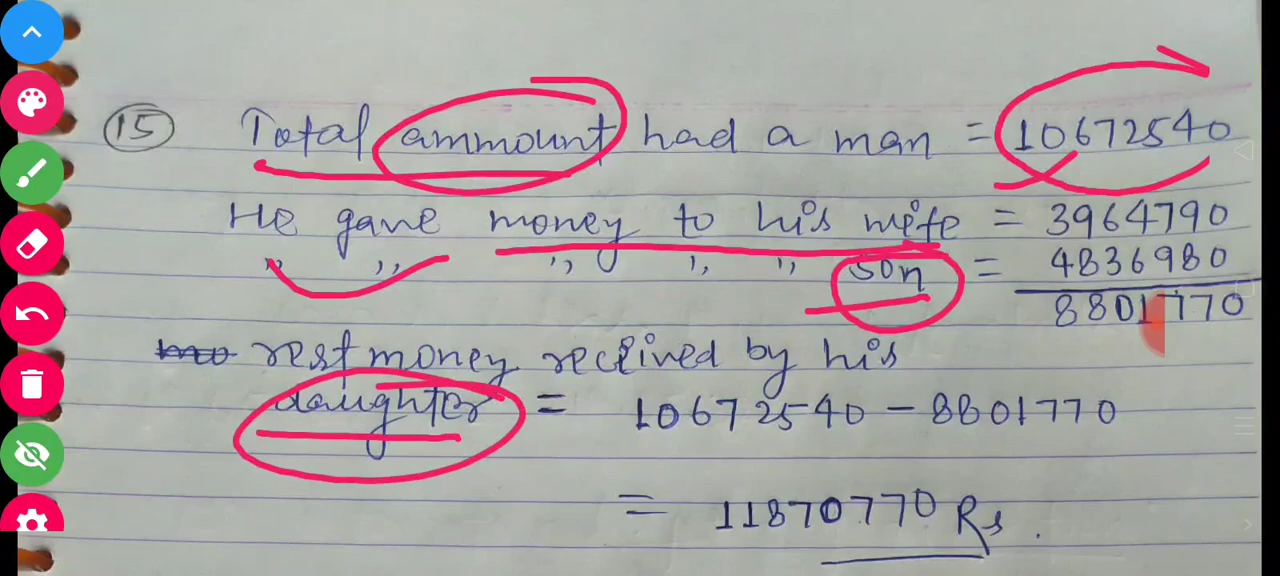 15 Total ammount had a man = 10672540
He gave money to his wife = 3964790
" ,, ,, ,, ,, son = 4836980
8801770
rest money received by his
daughter = 10672540 - 8801770
= 11870770 Rs.